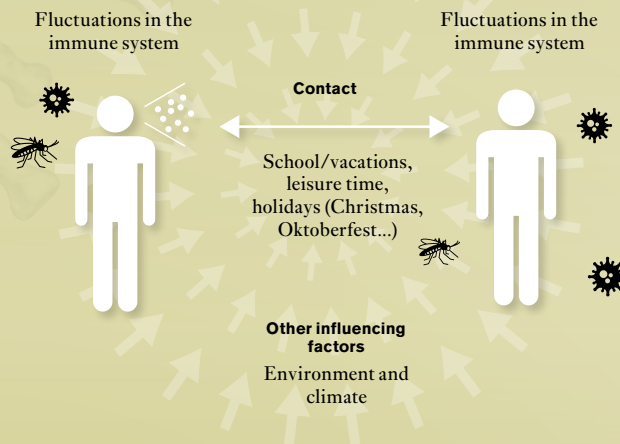 Fluctuations in the
immune system
Fluctuations in the
immune system
Contact
School/vacations,
leisure time,
holidays (Christmas,
Oktoberfest...)
Other influencing
factors
Environment and
climate